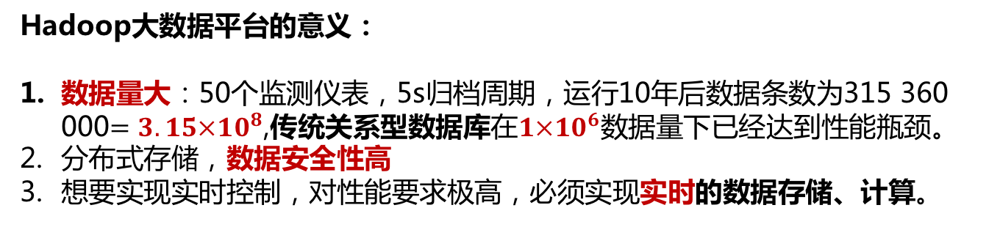 Hadoop大数据平台的意义：
1. 数据量大：50个监测仪表，5s归档周期，运行10年后数据条数为315 360
000= 3.15×10⁸,传统关系型数据库在1×10⁶数据量下已经达到性能瓶颈。
2. 分布式存储，数据安全性高
3. 想要实现实时控制，对性能要求极高，必须实现实时的数据存储、计算。